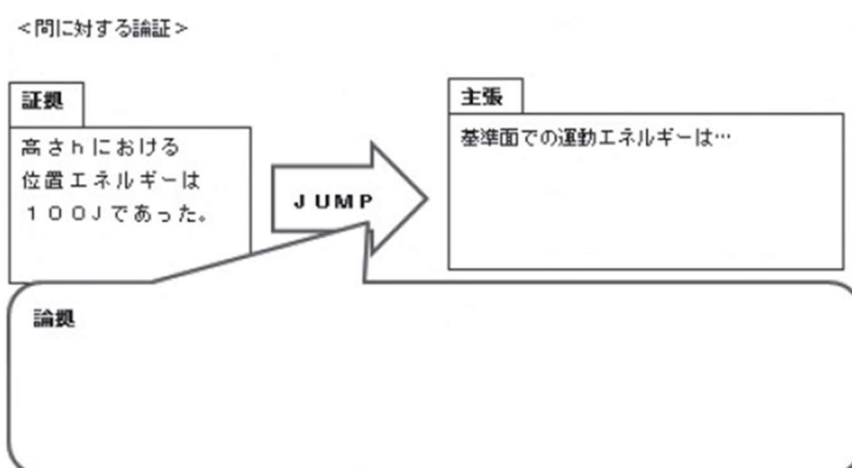 ＜問に対する論証＞
証拠
高さｈにおける
位置エネルギーは
１００Ｊであった。
ＪＵＭＰ
主張
基準面での運動エネルギーは…
論拠